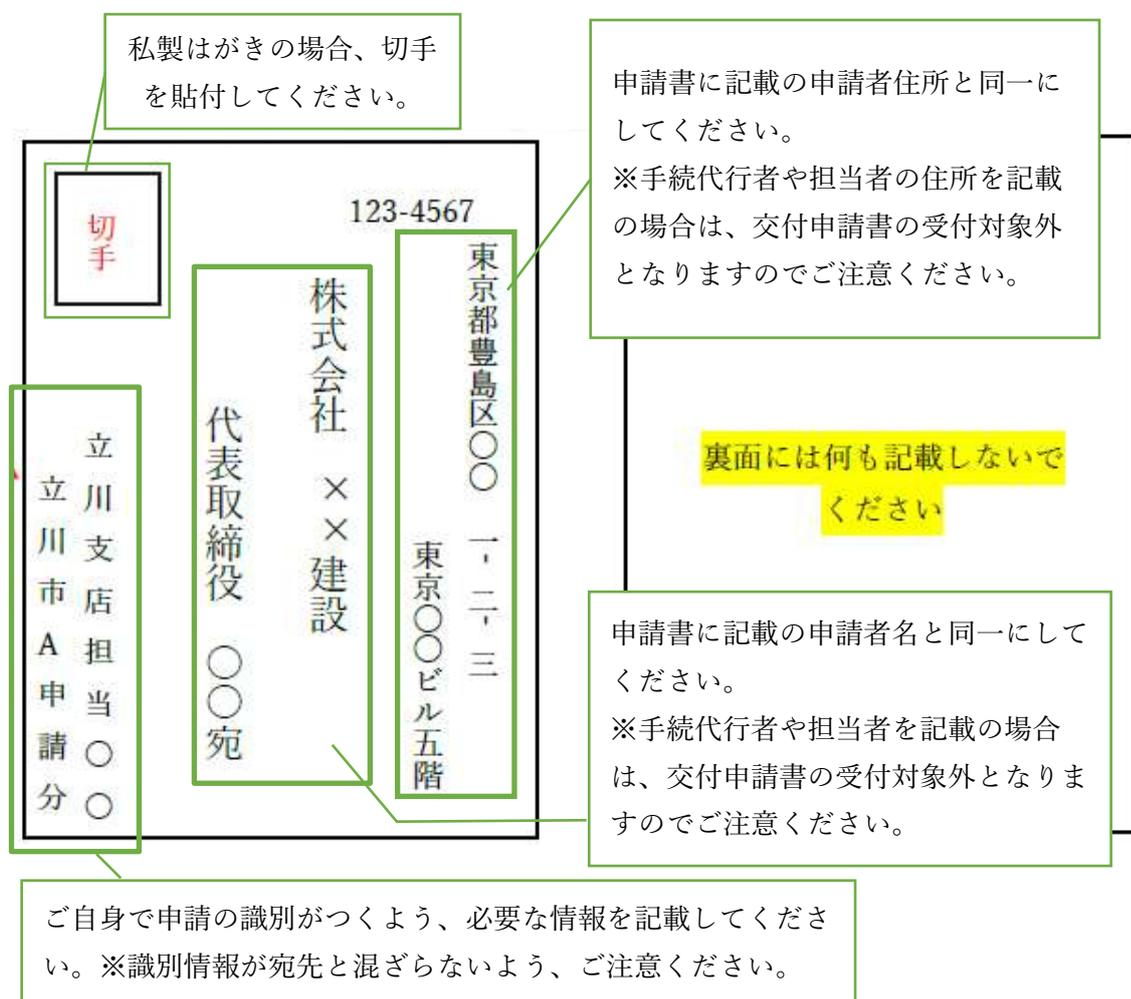 私製はがきの場合、切手
を貼付してください。
申請書に記載の申請者住所と同一に
してください。
※手続代行者や担当者の住所を記載
の場合は、交付申請書の受付対象外
となりますのでご注意ください。
切手
123-4567
東京都豊島区〇〇 一-二-三
東京〇〇ビル五階
株式会社 ××建設
代表取締役 〇〇宛
立川支店担当〇〇
立川市A申請分
裏面には何も記載しないで
ください
申請書に記載の申請者名と同一にして
ください。
※手続代行者や担当者を記載の場合
は、交付申請書の受付対象外となりま
すのでご注意ください。
ご自身で申請の識別がつくよう、必要な情報を記載してくださ
い。※識別情報が宛先と混ざらないよう、ご注意ください。